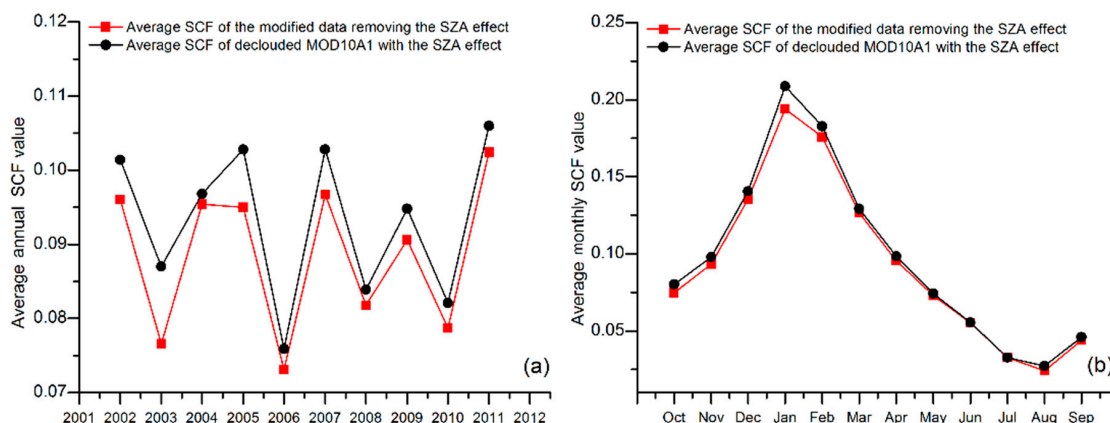 Average SCF of the modified data removing the SZA effect
Average SCF of declouded MOD10A1 with the SZA effect
0.12
0.11
0.10
0.09
0.08
0.07
Average annual SCF value
2001 2002 2003 2004 2005 2006 2007 2008 2009 2010 2011 2012
(a)
Average SCF of the modified data removing the SZA effect
Average SCF of declouded MOD10A1 with the SZA effect
0.25
0.20
0.15
0.10
0.05
Average monthly SCF value
Oct Nov Dec Jan Feb Mar Apr May Jun Jul Aug Sep
(b)